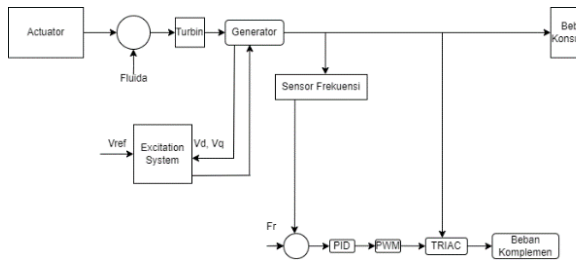 Actuator
Turbin
Generator
Fluida
Sensor Frekuensi
Vref
Excitation
System
Vd, Vq
Fr
PID
PWM
TRIAC
Beban
Komplemen